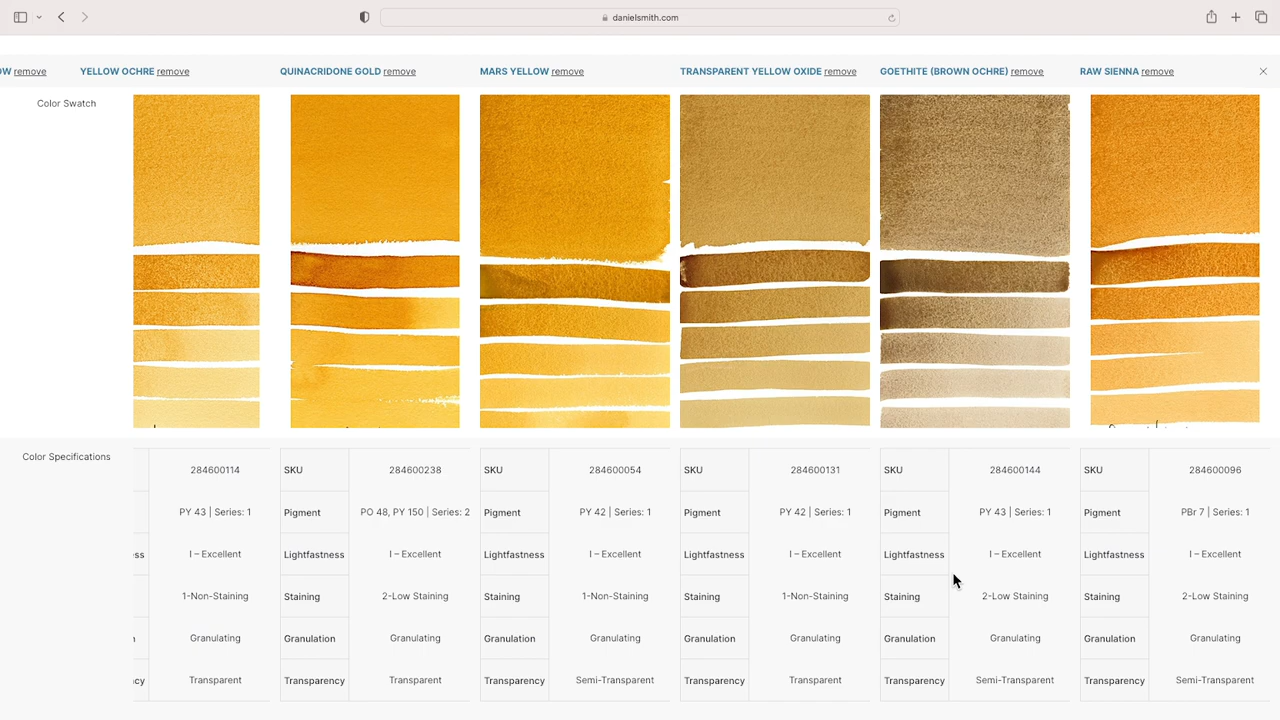 danielsmith.com
OW remove YELLOW OCHRE remove QUINACRIDONE GOLD remove MARS YELLOW remove TRANSPARENT YELLOW OXIDE remove GOETHITE (BROWN OCHRE) remove RAW SIENNA remove
Color Swatch
Color Specifications
284600114 SKU 284600238 SKU 284600054 SKU 284600131 SKU 284600144 SKU 284600096
PY 43 | Series: 1 Pigment PO 48, PY 150 | Series: 2 Pigment PY 42 | Series: 1 Pigment PY 42 | Series: 1 Pigment PY 43 | Series: 1 Pigment PBr 7 | Series: 1
ss I – Excellent Lightfastness I – Excellent Lightfastness I – Excellent Lightfastness I – Excellent Lightfastness I – Excellent Lightfastness I – Excellent
1-Non-Staining Staining 2-Low Staining Staining 1-Non-Staining Staining 1-Non-Staining Staining 2-Low Staining Staining 2-Low Staining
n Granulating Granulation Granulating Granulation Granulating Granulation Granulating Granulation Granulating Granulation Granulating
cy Transparent Transparency Transparent Transparency Semi-Transparent Transparency Transparent Transparency Semi-Transparent Transparency Semi-Transparent